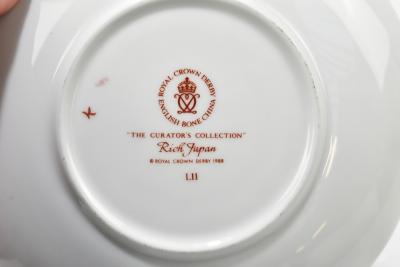 ROYAL CROWN DERBY
ENGLISH BONE CHINA
"THE CURATOR'S COLLECTION"
Rich Japan
© ROYAL CROWN DERBY 1988
LII